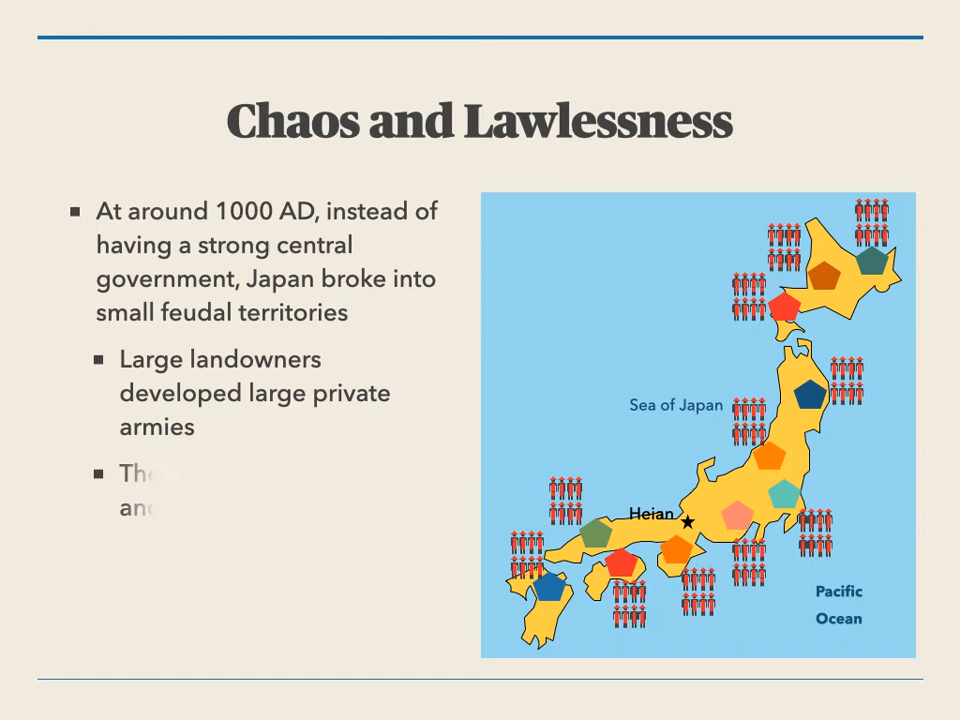 Chaos and Lawlessness
▪ At around 1000 AD, instead of
having a strong central
government, Japan broke into
small feudal territories
▪ Large landowners
developed large private
armies
Sea of Japan
Heian
Pacific
Ocean